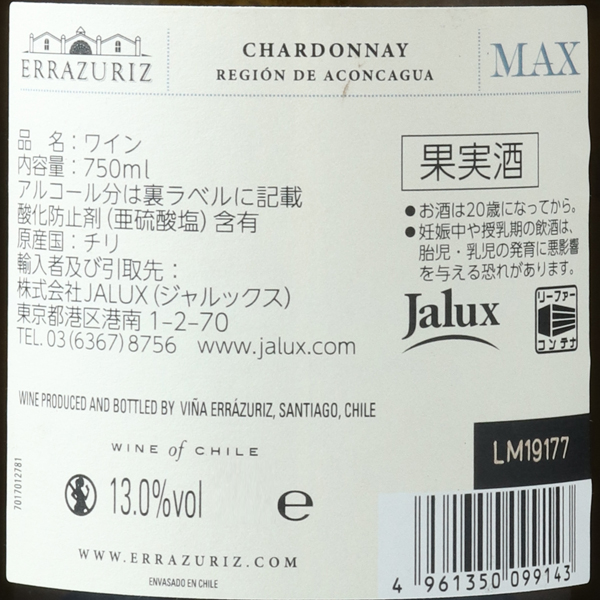 ERRAZURIZ
CHARDONNAY
REGIÓN DE ACONCAGUA
MAX
品 名：ワイン
内容量：750ml
アルコール分は裏ラベルに記載
酸化防止剤（亜硫酸塩）含有
原産国：チリ
輸入者及び引取先：
株式会社JALUX（ジャルックス）
東京都港区港南 1-2-70
TEL. 03(6367)8756 www.jalux.com
果実酒
●お酒は20歳になってから。
●妊娠中や授乳期の飲酒は、
胎児・乳児の発育に悪影響
を与える恐れがあります。
Jalux
リーファー
コンテナ
WINE PRODUCED AND BOTTLED BY VIÑA ERRÁZURIZ, SANTIAGO, CHILE
WINE of CHILE
7017012781
13.0%vol
e
LM19177
WWW.ERRAZURIZ.COM
ENVASADO EN CHILE
4 961350 099143